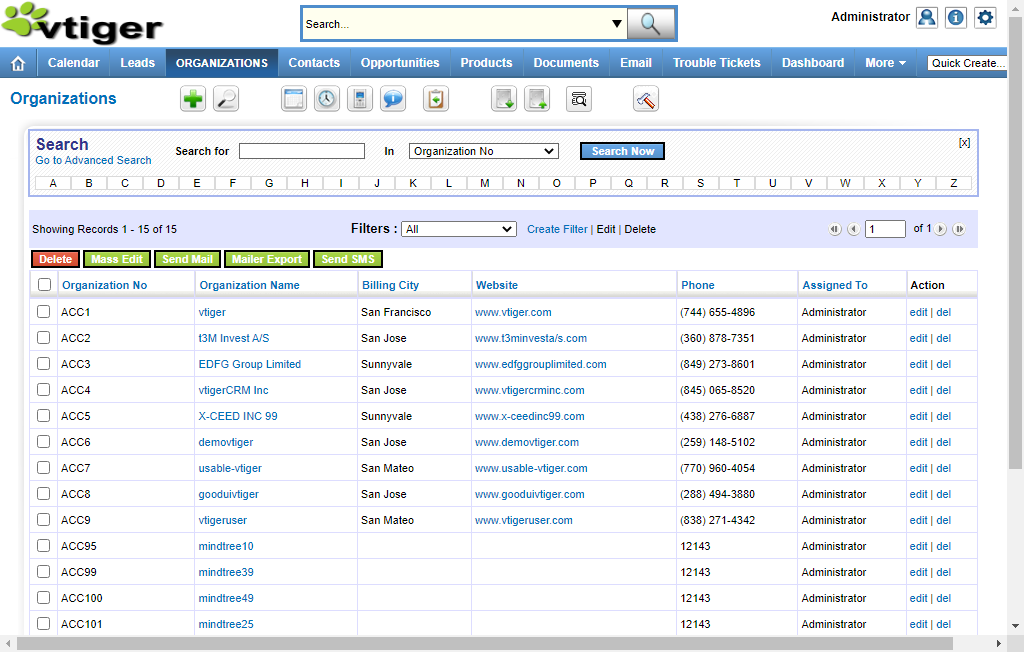 vtiger
Search...
Administrator
Calendar Leads ORGANIZATIONS Contacts Opportunities Products Documents Email Trouble Tickets Dashboard More Quick Create...
Organizations
Search
Go to Advanced Search
Search for In Organization No Search Now [x]
A B C D E F G H I J K L M N O P Q R S T U V W X Y Z
Showing Records 1 - 15 of 15 Filters : All Create Filter | Edit | Delete 1 of 1
Delete Mass Edit Send Mail Mailer Export Send SMS
Organization No Organization Name Billing City Website Phone Assigned To Action
ACC1 vtiger San Francisco www.vtiger.com (744) 655-4896 Administrator edit | del
ACC2 t3M Invest A/S San Jose www.t3minvesta/s.com (360) 878-7351 Administrator edit | del
ACC3 EDFG Group Limited Sunnyvale www.edfggrouplimited.com (849) 273-8601 Administrator edit | del
ACC4 vtigerCRM Inc San Jose www.vtigercrminc.com (845) 065-8520 Administrator edit | del
ACC5 X-CEED INC 99 Sunnyvale www.x-ceedinc99.com (438) 276-6887 Administrator edit | del
ACC6 demovtiger San Jose www.demovtiger.com (259) 148-5102 Administrator edit | del
ACC7 usable-vtiger San Mateo www.usable-vtiger.com (770) 960-4054 Administrator edit | del
ACC8 gooduivtiger San Jose www.gooduivtiger.com (288) 494-3880 Administrator edit | del
ACC9 vtigeruser San Mateo www.vtigeruser.com (838) 271-4342 Administrator edit | del
ACC95 mindtree10 12143 Administrator edit | del
ACC99 mindtree39 12143 Administrator edit | del
ACC100 mindtree49 12143 Administrator edit | del
ACC101 mindtree25 12143 Administrator edit | del